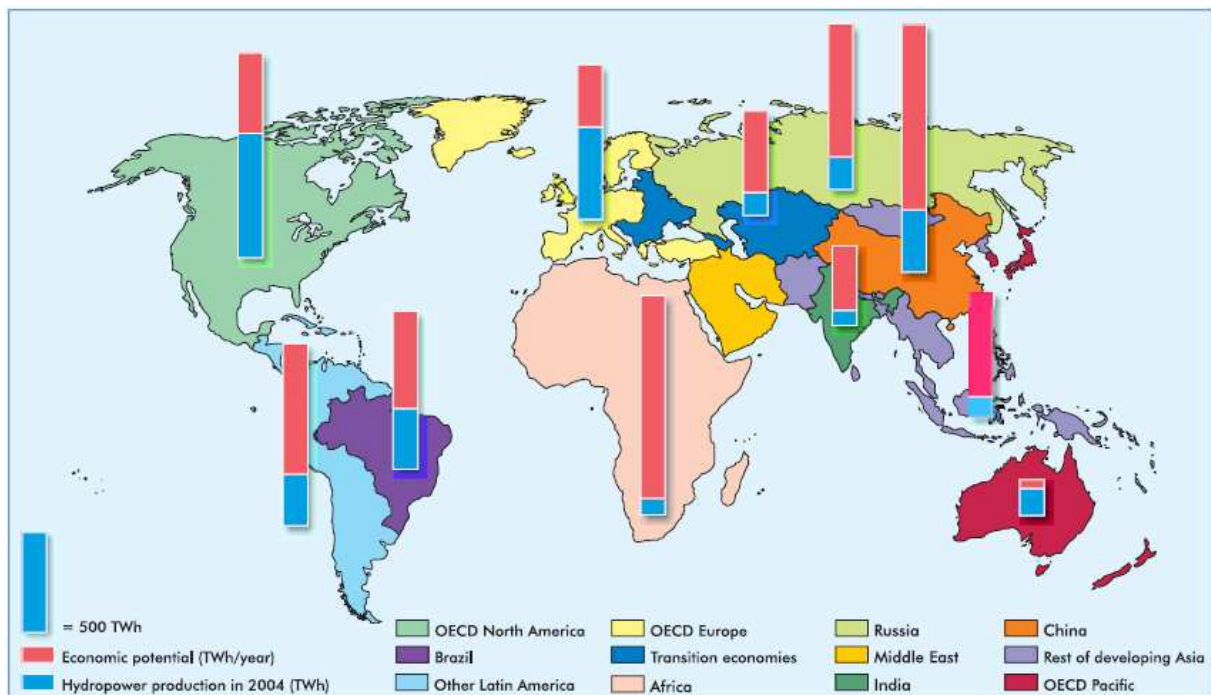 = 500 TWh
Economic potential (TWh/year)
Hydropower production in 2004 (TWh)
OECD North America
Brazil
Other Latin America
OECD Europe
Transition economies
Africa
Russia
Middle East
India
China
Rest of developing Asia
OECD Pacific